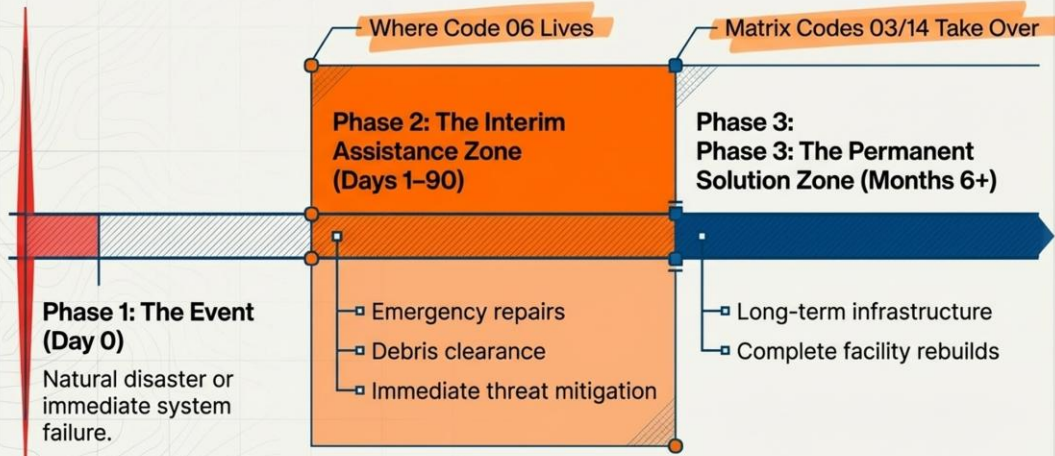 Where Code 06 Lives
Matrix Codes 03/14 Take Over
Phase 2: The Interim
Assistance Zone
(Days 1–90)
Phase 3:
Phase 3: The Permanent
Solution Zone (Months 6+)
Phase 1: The Event
(Day 0)
Natural disaster or
immediate system
failure.
Emergency repairs
Debris clearance
Immediate threat mitigation
Long-term infrastructure
Complete facility rebuilds